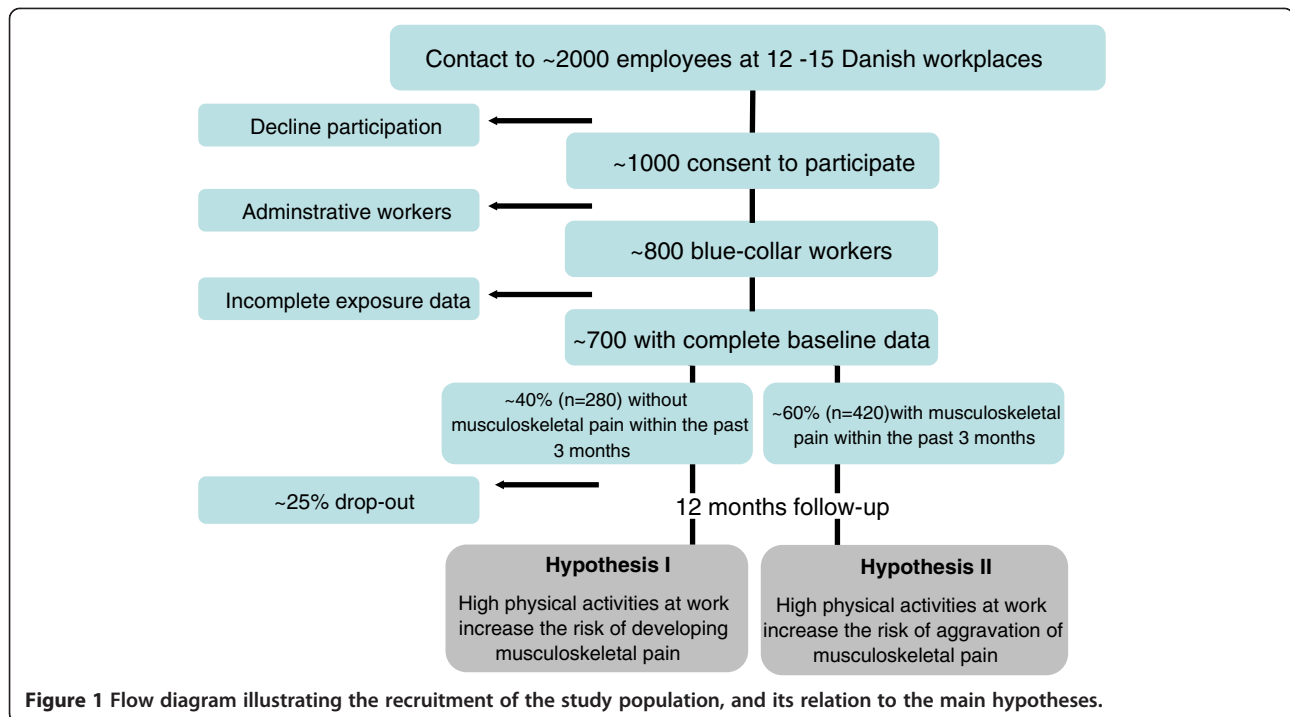 Contact to ~2000 employees at 12 -15 Danish workplaces
Decline participation
~1000 consent to participate
Adminstrative workers
~800 blue-collar workers
Incomplete exposure data
~700 with complete baseline data
~40% (n=280) without
musculoskeletal pain within the past
3 months
~60% (n=420)with musculoskeletal
pain within the past 3 months
~25% drop-out
12 months follow-up
Hypothesis I
High physical activities at work
increase the risk of developing
musculoskeletal pain
Hypothesis II
High physical activities at work
increase the risk of aggravation of
musculoskeletal pain
Figure 1 Flow diagram illustrating the recruitment of the study population, and its relation to the main hypotheses.